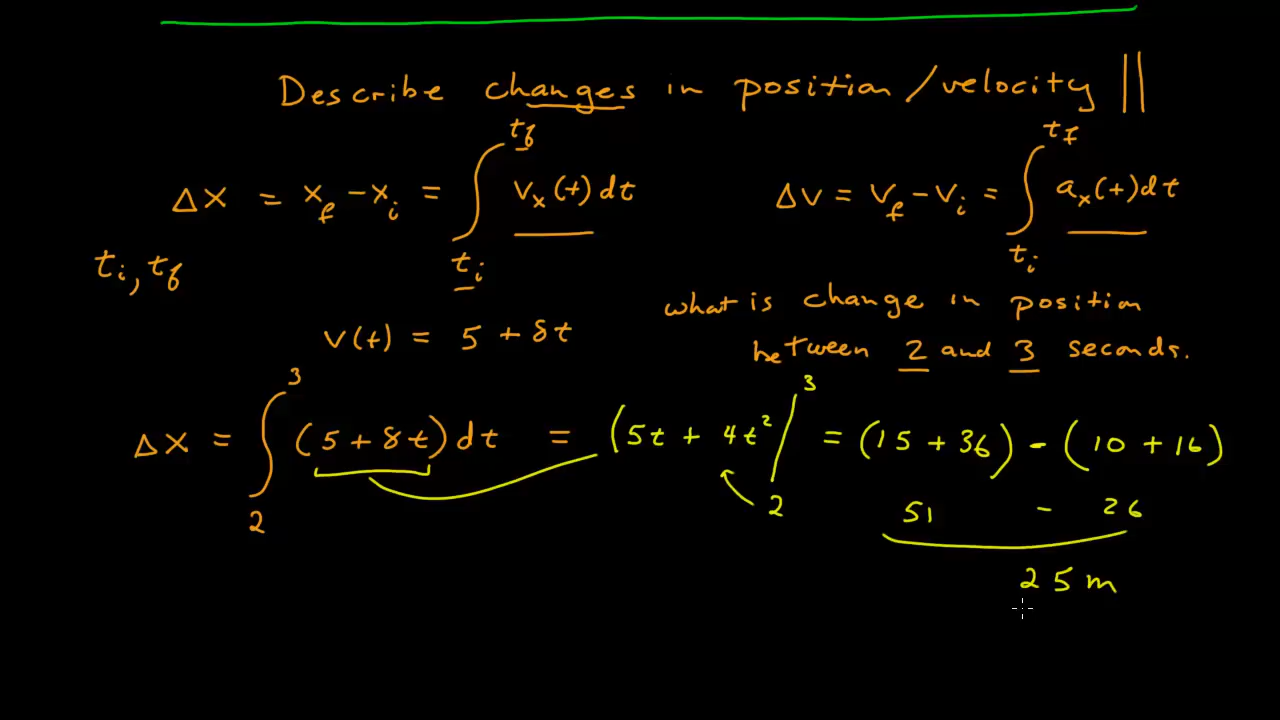 Describe changes in position/velocity ||
Δx = x_f - x_i = ∫_{t_i}^{t_f} v_x(t)dt
Δv = v_f - v_i = ∫_{t_i}^{t_f} a_x(t)dt
t_i, t_f
what is change in position
between 2 and 3 seconds.
v(t) = 5 + 8t
Δx = ∫_2^3 (5 + 8t)dt = (5t + 4t²|_2^3 = (15 + 36) - (10 + 16)
51 - 26
25 m